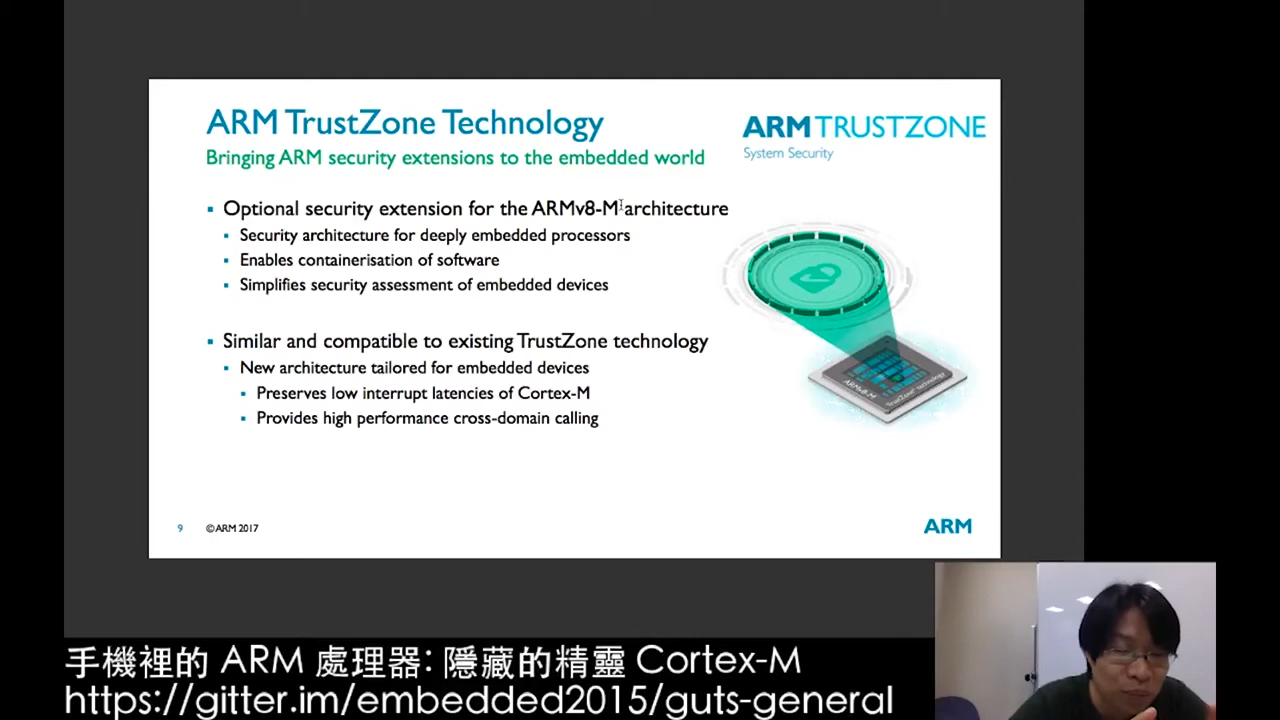 ARM TrustZone Technology
Bringing ARM security extensions to the embedded world
ARM TRUSTZONE
System Security
Optional security extension for the ARMv8-M architecture
Security architecture for deeply embedded processors
Enables containerisation of software
Simplifies security assessment of embedded devices
Similar and compatible to existing TrustZone technology
New architecture tailored for embedded devices
Preserves low interrupt latencies of Cortex-M
Provides high performance cross-domain calling
ARMv8-M
TrustZone technology
9 ©ARM 2017
ARM
手機裡的 ARM 處理器: 隱藏的精靈 Cortex-M
https://gitter.im/embedded2015/guts-general